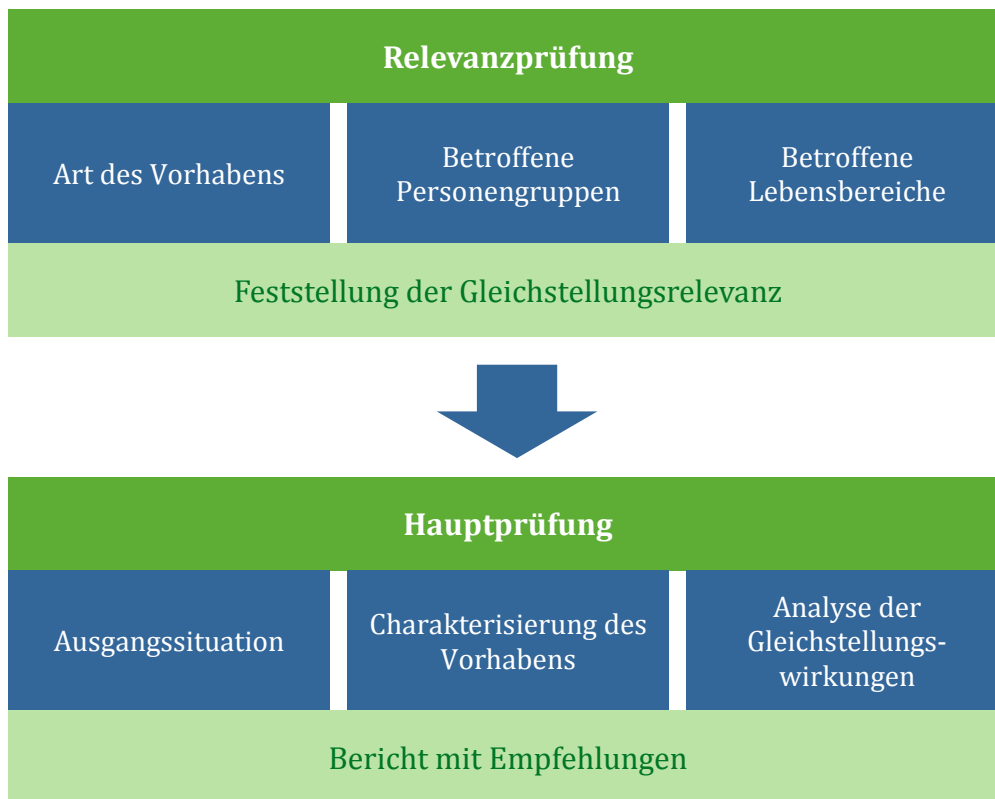 Relevanzprüfung
Art des Vorhabens
Betroffene
Personengruppen
Betroffene
Lebensbereiche
Feststellung der Gleichstellungsrelevanz
Hauptprüfung
Ausgangssituation
Charakterisierung des
Vorhabens
Analyse der
Gleichstellungs-
wirkungen
Bericht mit Empfehlungen